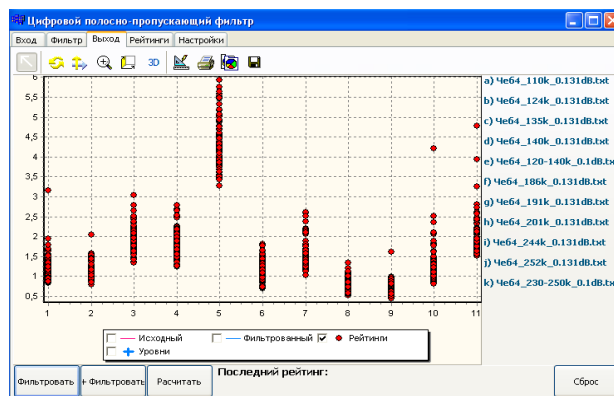 Цифровой полосно-пропускающий фильтр
Вход Фильтр Выход Рейтинги Настройки
3D
6
5,5
5
4,5
4
3,5
3
2,5
2
1,5
1
0,5
1 2 3 4 5 6 7 8 9 10 11
a) Че64_110k_0.131dB.txt
b) Че64_124k_0.131dB.txt
c) Че64_135k_0.131dB.txt
d) Че64_140k_0.131dB.txt
e) Че64_120-140k_0.1dB.txt
f) Че64_186k_0.131dB.txt
g) Че64_191k_0.131dB.txt
h) Че64_201k_0.131dB.txt
i) Че64_244k_0.131dB.txt
j) Че64_252k_0.131dB.txt
k) Че64_230-250k_0.1dB.txt
Исходный Фильтрованный Рейтинги
Уровни
Фильтровать + Фильтровать Расчитать Последний рейтинг: Сброс